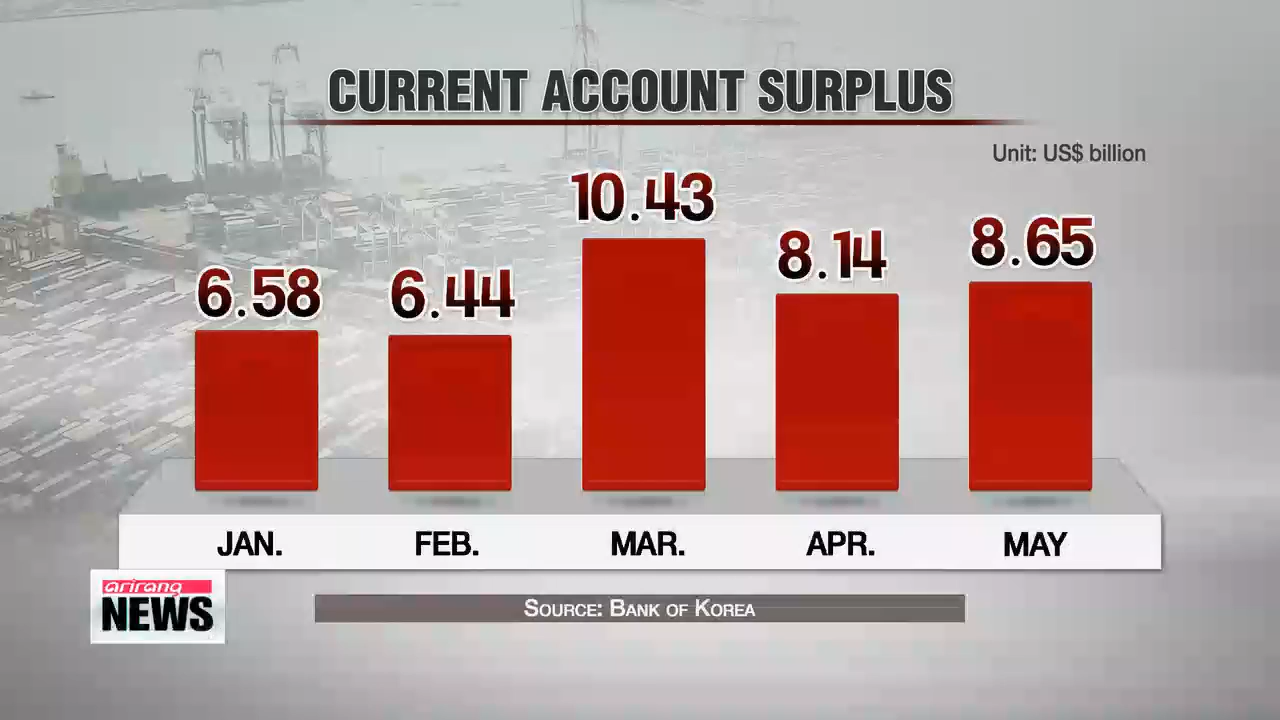 CURRENT ACCOUNT SURPLUS
Unit: US$ billion
6.58 6.44 10.43 8.14 8.65
JAN. FEB. MAR. APR. MAY
arirang
NEWS
SOURCE: BANK OF KOREA